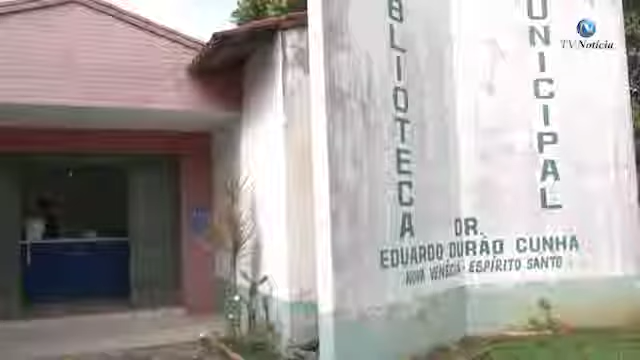 BLIOTECA
UNICIPAL
DR.
EDUARDO DURÃO CUNHA
NOVA VENÉCIA - ESPÍRITO SANTO
TVNotícia